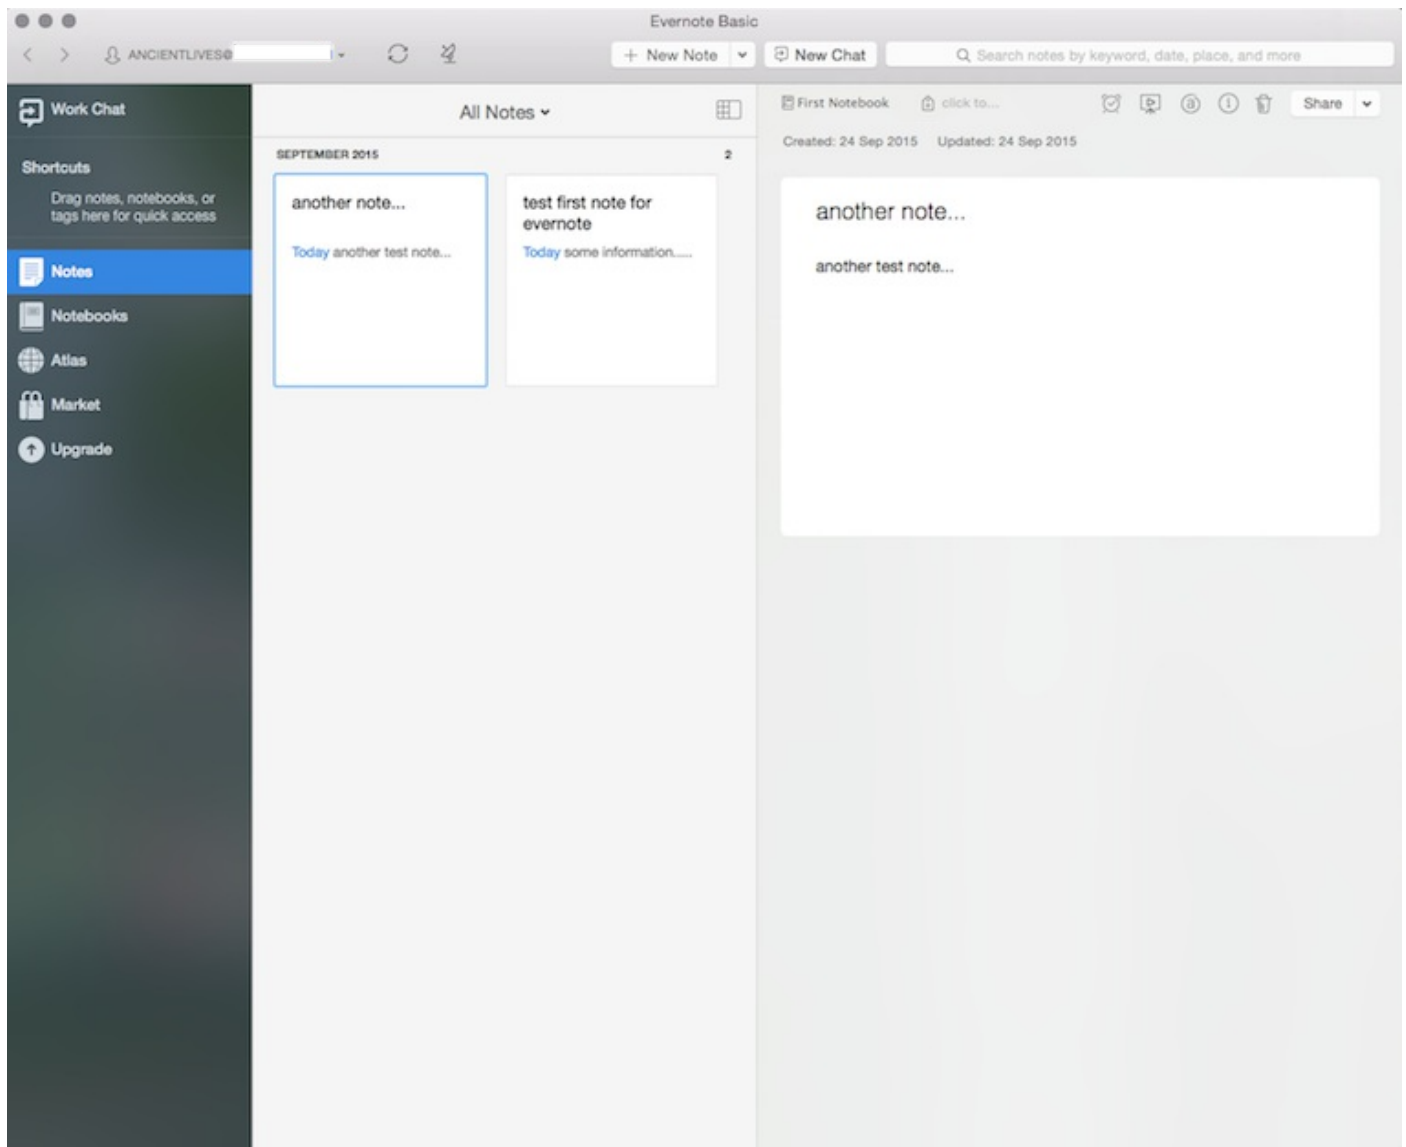 Evernote Basic
ANCIENTLIVES@
New Note
New Chat
Search notes by keyword, date, place, and more
Work Chat
Shortcuts
Drag notes, notebooks, or
tags here for quick access
Notes
Notebooks
Atlas
Market
Upgrade
All Notes
SEPTEMBER 2015 2
another note...
Today another test note...
test first note for
evernote
Today some information......
First Notebook click to... Share
Created: 24 Sep 2015 Updated: 24 Sep 2015
another note...
another test note...